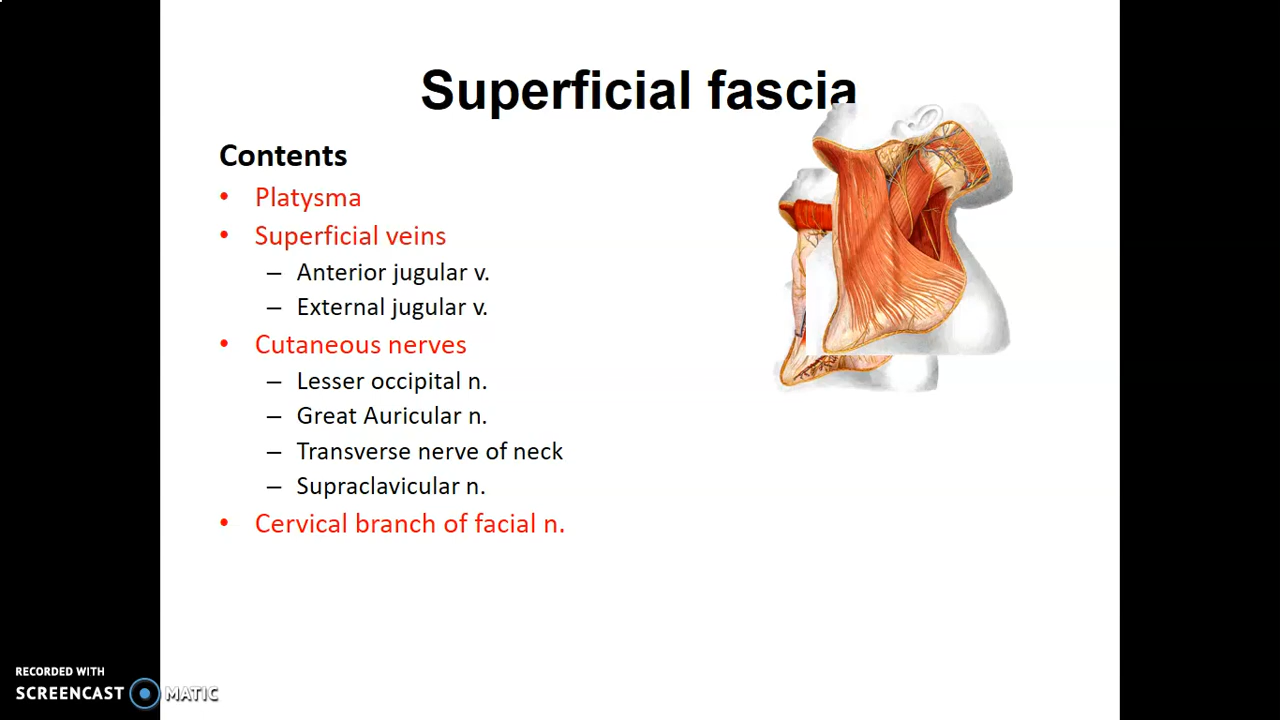 Superficial fascia
Contents
• Platysma
• Superficial veins
– Anterior jugular v.
– External jugular v.
• Cutaneous nerves
– Lesser occipital n.
– Great Auricular n.
– Transverse nerve of neck
– Supraclavicular n.
• Cervical branch of facial n.
RECORDED WITH
SCREENCAST MATIC